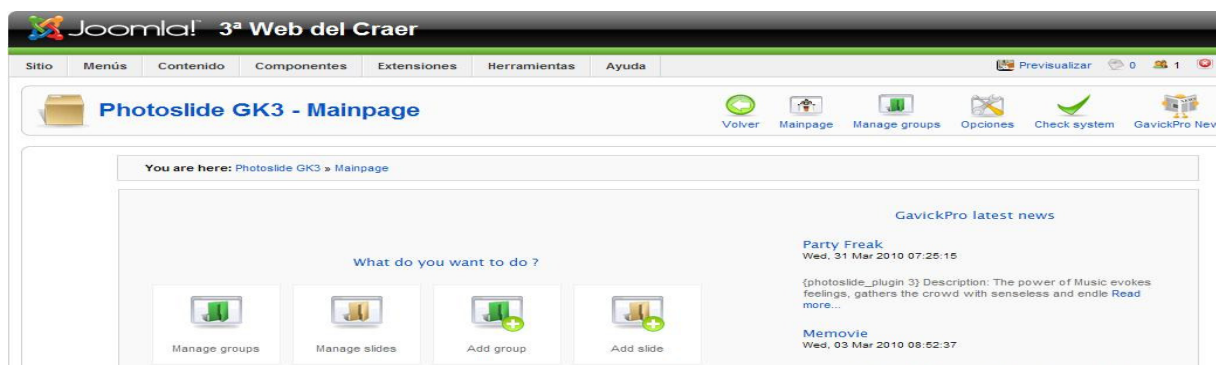 Joomla! 3ª Web del Craer
Sitio Menús Contenido Componentes Extensiones Herramientas Ayuda Previsualizar 0 1
Photoslide GK3 - Mainpage
Volver Mainpage Manage groups Opciones Check system GavickPro New
You are here: Photoslide GK3 » Mainpage
What do you want to do ?
Manage groups Manage slides Add group Add slide
GavickPro latest news
Party Freak
Wed, 31 Mar 2010 07:25:15
{photoslide_plugin 3} Description: The power of Music evokes
feelings, gathers the crowd with senseless and endle Read
more...
Memovie
Wed, 03 Mar 2010 08:52:37